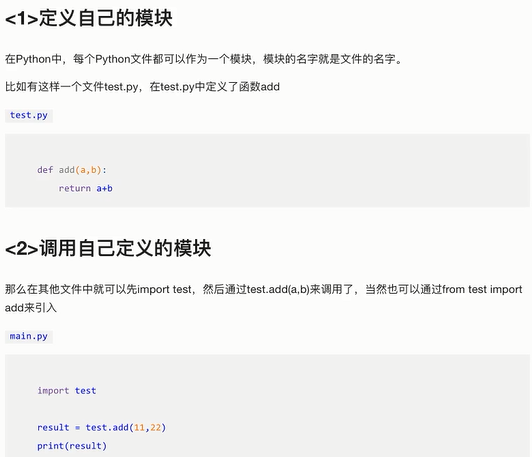 <1>定义自己的模块
在Python中，每个Python文件都可以作为一个模块，模块的名字就是文件的名字。
比如有这样一个文件test.py，在test.py中定义了函数add
test.py
def add(a,b):
    return a+b
<2>调用自己定义的模块
那么在其他文件中就可以先import test，然后通过test.add(a,b)来调用了，当然也可以通过from test import
add来引入
main.py
import test
result = test.add(11,22)
print(result)